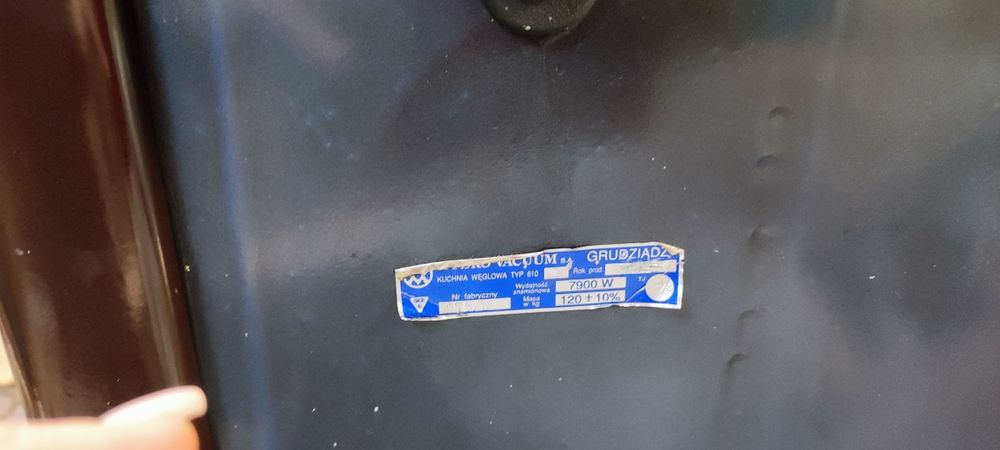 VACUUM S.A. GRUDZIĄDZ
KUCHNIA WĘGLOWA TYP 610 Rok prod.
Wydajność znamionowa 7900 W T.J.
Nr fabryczny Masa w kg 120 ± 10%